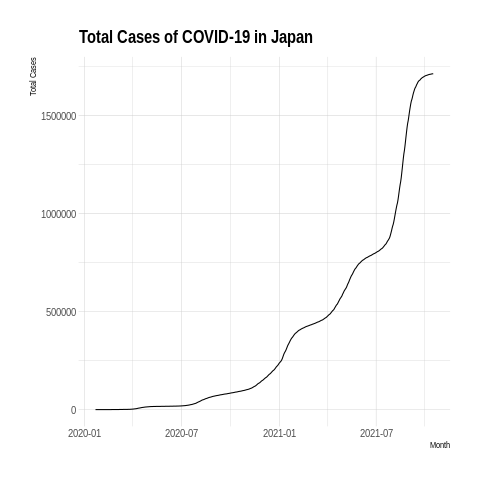 Total Cases of COVID-19 in Japan
Total Cases
1500000
1000000
500000
0
2020-01 2020-07 2021-01 2021-07
Month